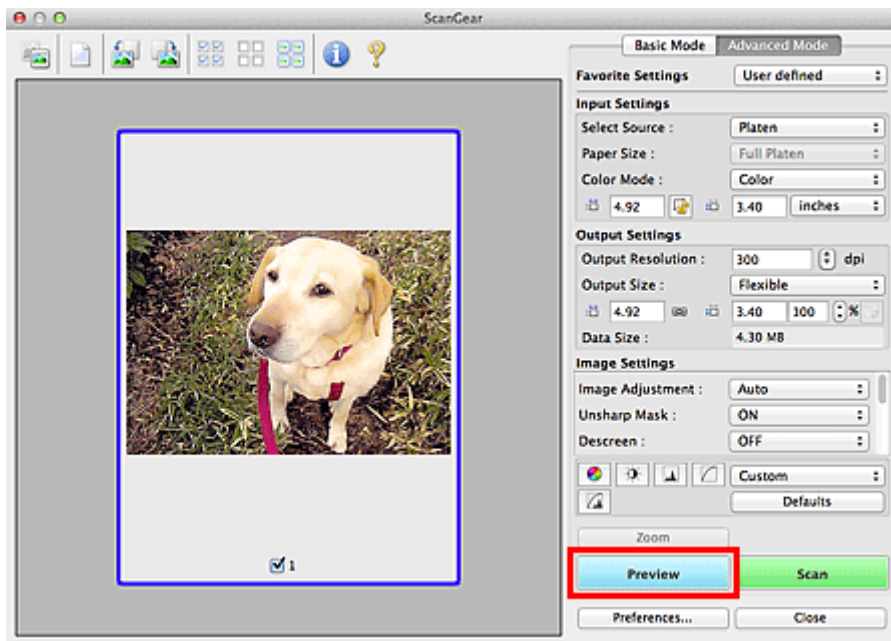 ScanGear
Basic Mode Advanced Mode
Favorite Settings User defined
Input Settings
Select Source : Platen
Paper Size : Full Platen
Color Mode : Color
4.92 3.40 inches
Output Settings
Output Resolution : 300 dpi
Output Size : Flexible
4.92 3.40 100 %
Data Size : 4.30 MB
Image Settings
Image Adjustment : Auto
Unsharp Mask : ON
Descreen : OFF
Custom
Defaults
Zoom
1
Preview Scan
Preferences... Close